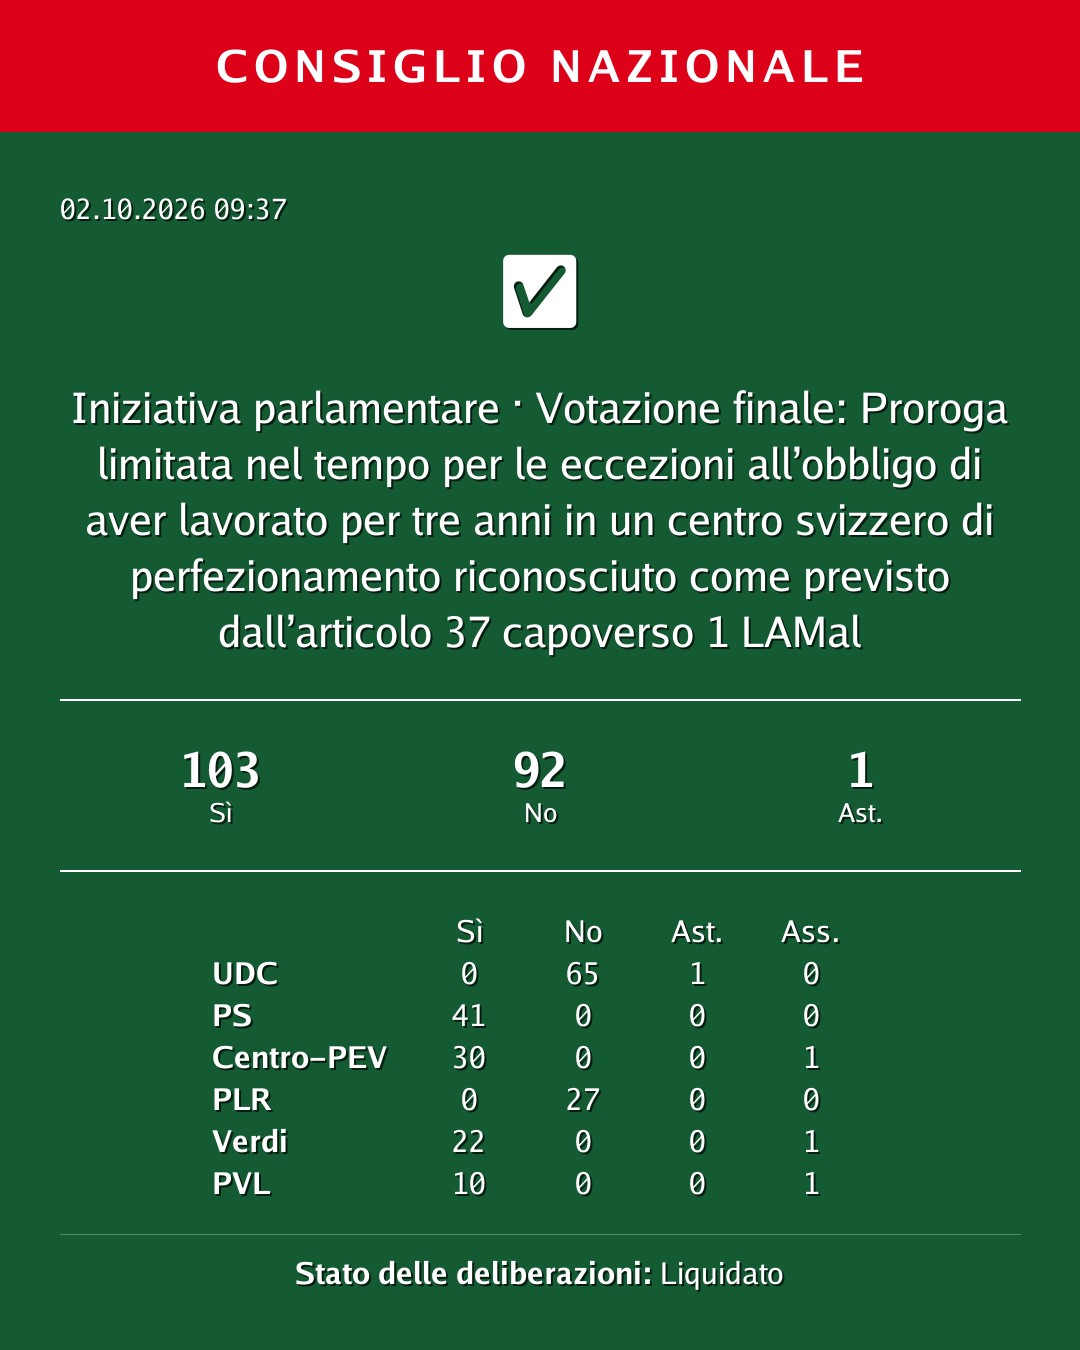 CONSIGLIO NAZIONALE
02.10.2026 09:37
Iniziativa parlamentare · Votazione finale: Proroga
limitata nel tempo per le eccezioni all’obbligo di
aver lavorato per tre anni in un centro svizzero di
perfezionamento riconosciuto come previsto
dall’articolo 37 capoverso 1 LAMal
103 92 1
Sì No Ast.
Sì No Ast. Ass.
UDC 0 65 1 0
PS 41 0 0 0
Centro-PEV 30 0 0 1
PLR 0 27 0 0
Verdi 22 0 0 1
PVL 10 0 0 1
Stato delle deliberazioni: Liquidato